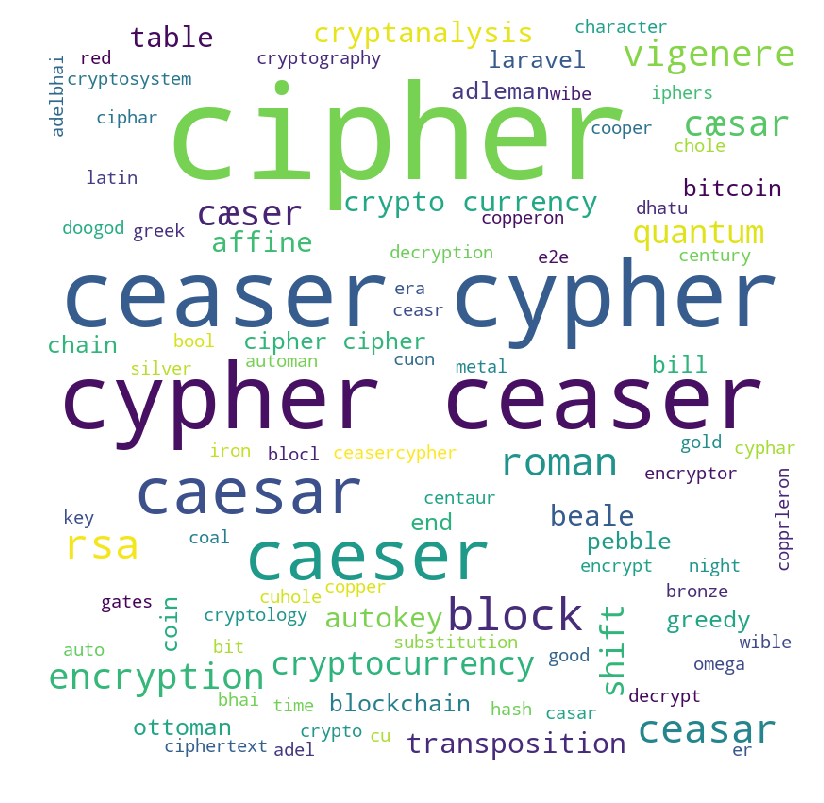 cryptanalysis
character
table
vigenere
red
cryptography
laravel
cryptosystem
adelbhai
cipher
adleman
wibe
iphers
ciphar
cooper
cæsar
chole
latin
bitcoin
cæser
crypto currency
dhatu
doogod
greek
affine
copperon
quantum
decryption
e2e
century
ceaser
cypher
era
ceasr
chain
bool
cipher cipher
silver
automan
cuon
metal
bill
cypher
ceaser
iron
blocl
ceasercypher
roman
gold
cyphar
encryptor
caesar
centaur
copprleron
key
rsa
coal
end
beale
pebble
caeser
encrypt
night
gates
coin
cuhole
copper
bronze
cryptology
autokey
block
shift
greedy
auto
bit
substitution
wible
encryption
cryptocurrency
good
omega
bhai
time
blockchain
hash
casar
decrypt
ottoman
crypto
cu
transposition
ceasar
ciphertext
adel
er